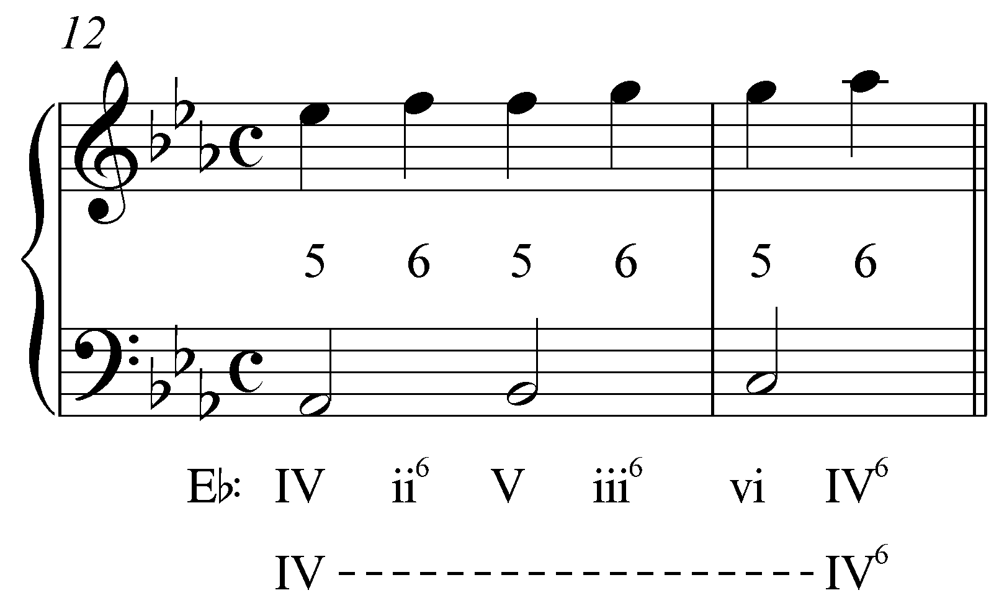 12
5 6 5 6 5 6
E♭: IV ii⁶ V iii⁶ vi IV⁶
IV - - - - - - - - - - - - - - - - - - IV⁶